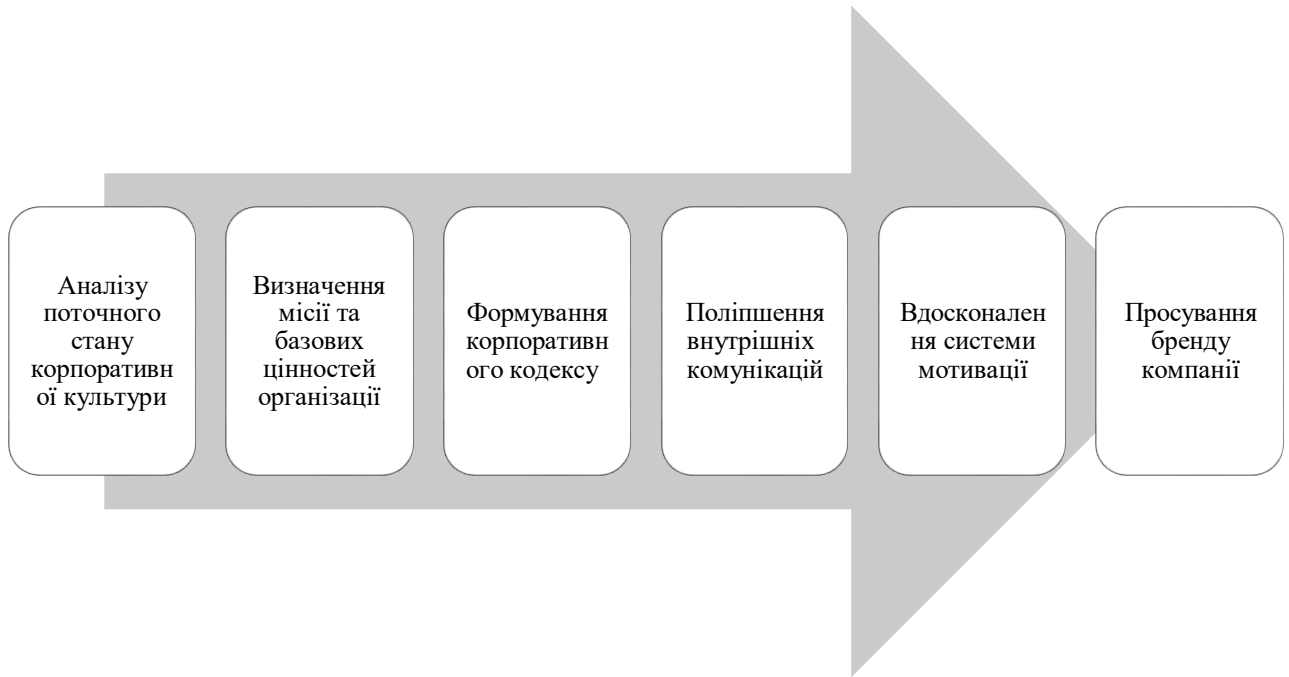 Аналізу
поточного
стану
корпоративн
ої культури
Визначення
місії та
базових
цінностей
організації
Формування
корпоративн
ого кодексу
Поліпшення
внутрішніх
комунікацій
Вдосконален
ня системи
мотивації
Просування
бренду
компанії